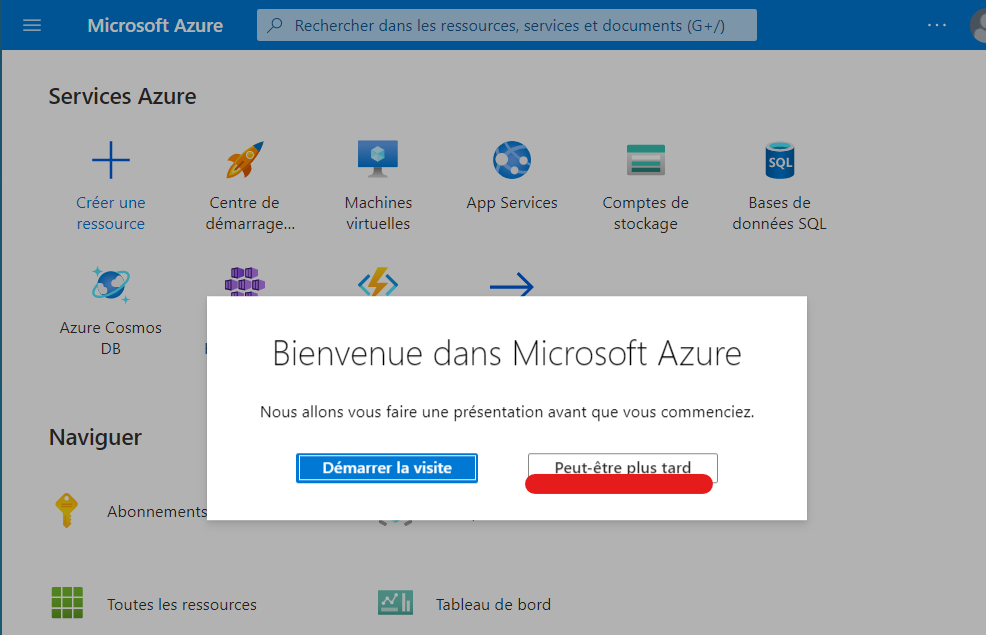 Microsoft Azure
Rechercher dans les ressources, services et documents (G+/)
...
Services Azure
Créer une
ressource
Centre de
démarrage...
Machines
virtuelles
App Services
Comptes de
stockage
Bases de
données SQL
SQL
Azure Cosmos
DB
Bienvenue dans Microsoft Azure
Nous allons vous faire une présentation avant que vous commenciez.
Démarrer la visite
Peut-être plus tard
Naviguer
Abonnements
Toutes les ressources
Tableau de bord